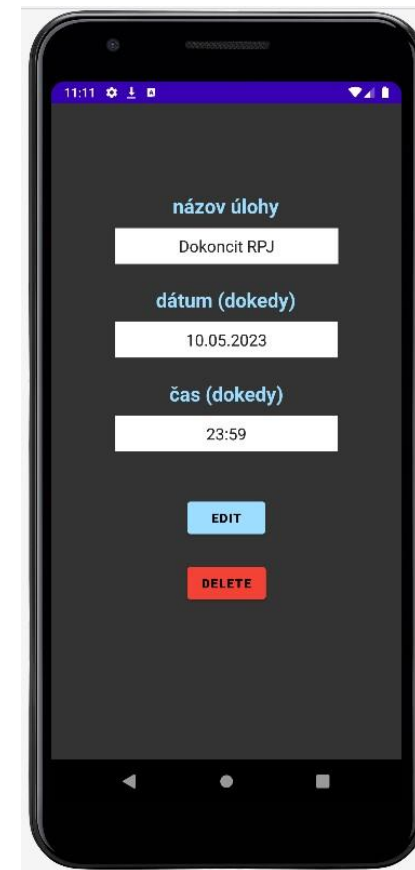 11:11
názov úlohy
Dokoncit RPJ
dátum (dokedy)
10.05.2023
čas (dokedy)
23:59
EDIT
DELETE